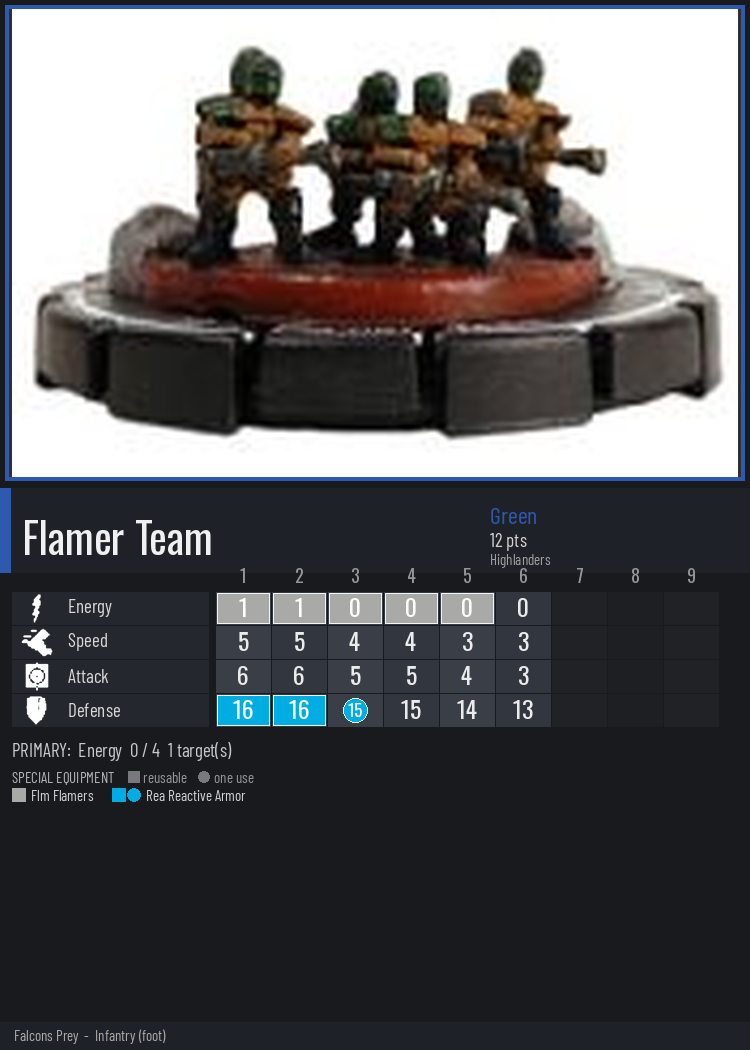 Flamer Team
Green
12 pts
Highlanders
1 2 3 4 5 6 7 8 9
Energy 1 1 0 0 0 0
Speed 5 5 4 4 3 3
Attack 6 6 5 5 4 3
Defense 16 16 15 15 14 13
PRIMARY: Energy 0 / 4 1 target(s)
SPECIAL EQUIPMENT reusable one use
Flm Flamers Rea Reactive Armor
Falcons Prey - Infantry (foot)